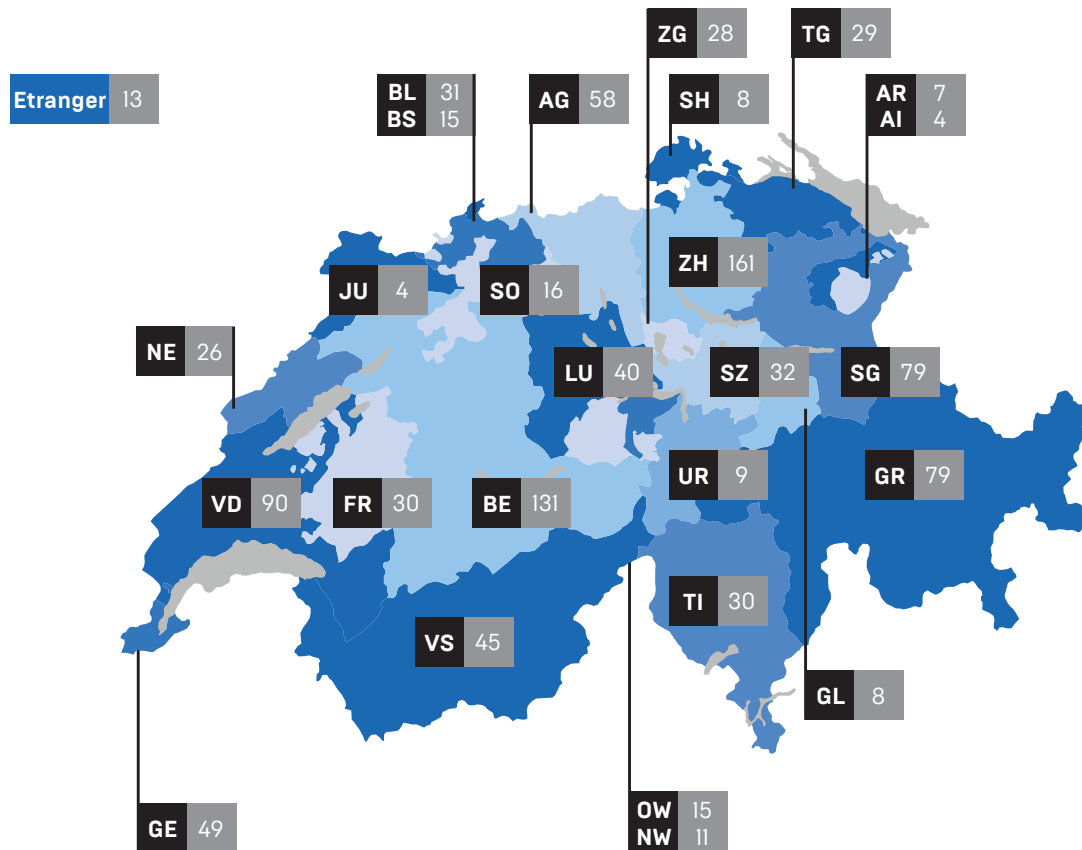 ZG 28
TG 29
Etranger 13
BL 31
BS 15
AG 58
SH 8
AR 7
AI 4
ZH 161
JU 4
SO 16
NE 26
LU 40
SZ 32
SG 79
VD 90
FR 30
BE 131
UR 9
GR 79
TI 30
VS 45
GL 8
GE 49
OW 15
NW 11